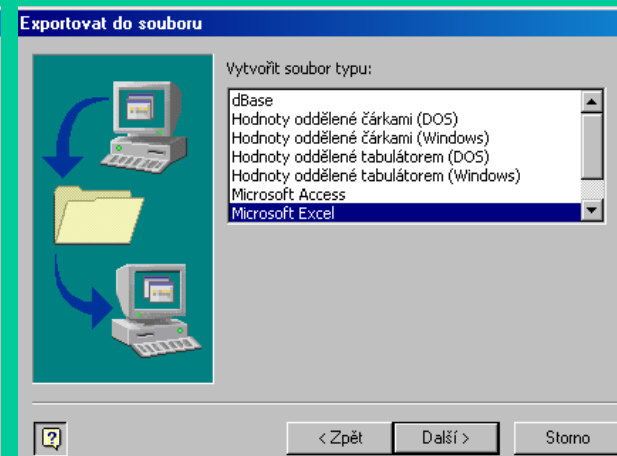 Exportovat do souboru
Vytvořit soubor typu:
dBase
Hodnoty oddělené čárkami (DOS)
Hodnoty oddělené čárkami (Windows)
Hodnoty oddělené tabulátorem (DOS)
Hodnoty oddělené tabulátorem (Windows)
Microsoft Access
Microsoft Excel
?
< Zpět
Další >
Storno